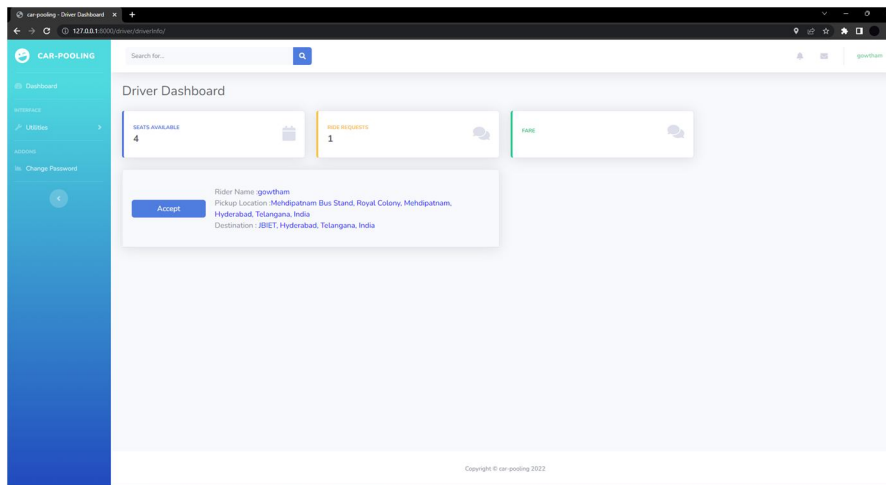 car-pooling - Driver Dashboard
127.0.0.1:8000/driver/driverInfo/
CAR-POOLING
Search for...
gowtham
Dashboard
INTERFACE
Utilities
ADDONS
Change Password
Driver Dashboard
SEATS AVAILABLE
4
RIDE REQUESTS
1
FAIRE
Accept
Rider Name :gowtham
Pickup Location :Mehdipatnam Bus Stand, Royal Colony, Mehdipatnam,
Hyderabad, Telangana, India
Destination : JBIET, Hyderabad, Telangana, India
Copyright © car-pooling 2022